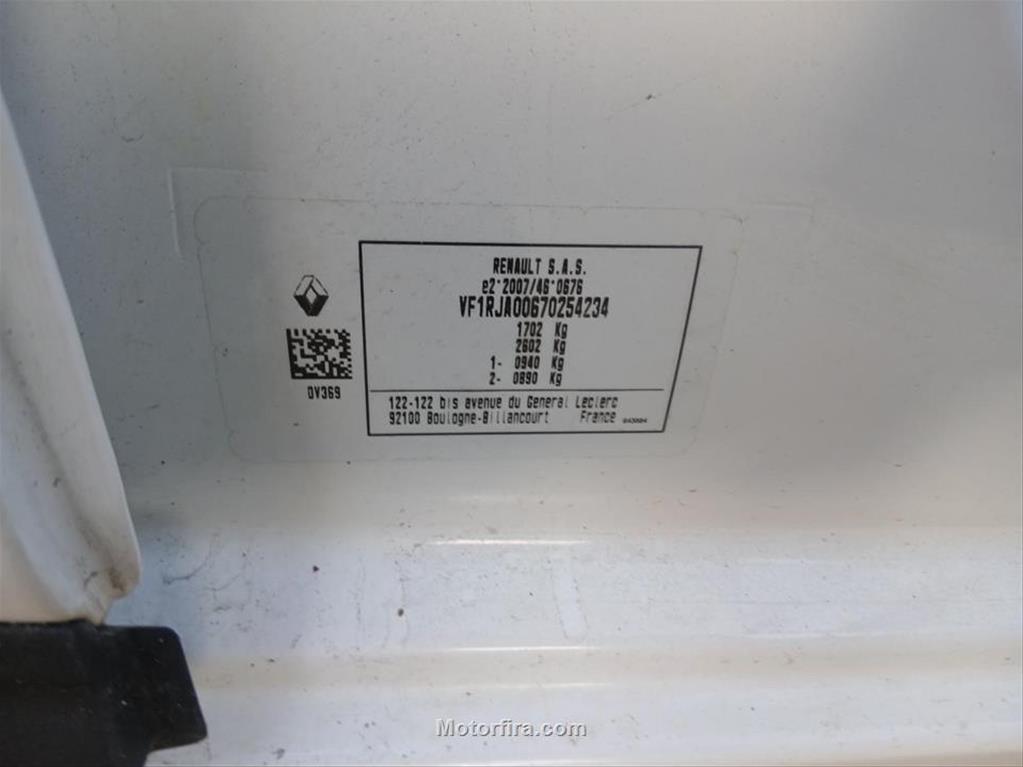 RENAULT S.A.S.
e2*2007/46*0676
VF1RJA00670254234
1702 Kg
2602 Kg
1- 0940 Kg
2- 0890 Kg
DV369
122-122 bis avenue du General Leclerc
92100 Boulogne-Billancourt France
Motorfira.com